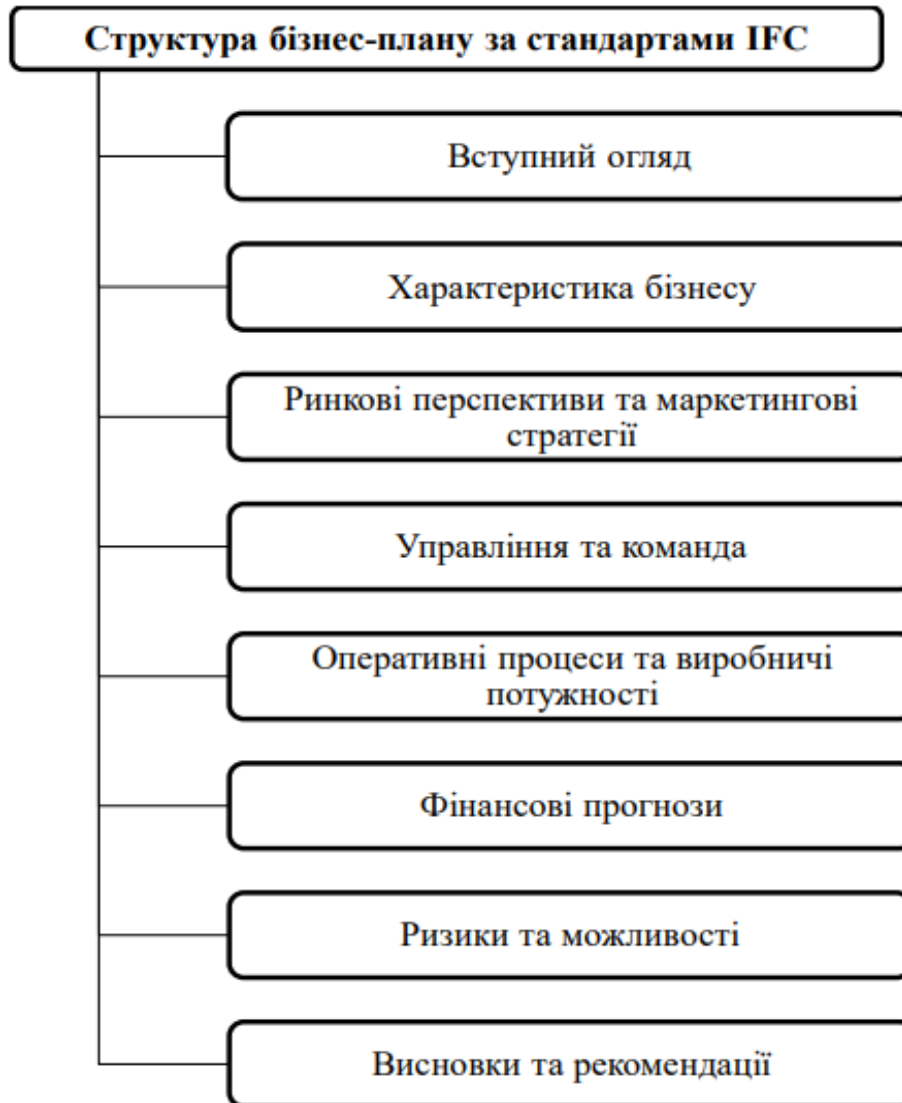 Структура бізнес-плану за стандартами IFC
Вступний огляд
Характеристика бізнесу
Ринкові перспективи та маркетингові
стратегії
Управління та команда
Оперативні процеси та виробничі
потужності
Фінансові прогнози
Ризики та можливості
Висновки та рекомендації